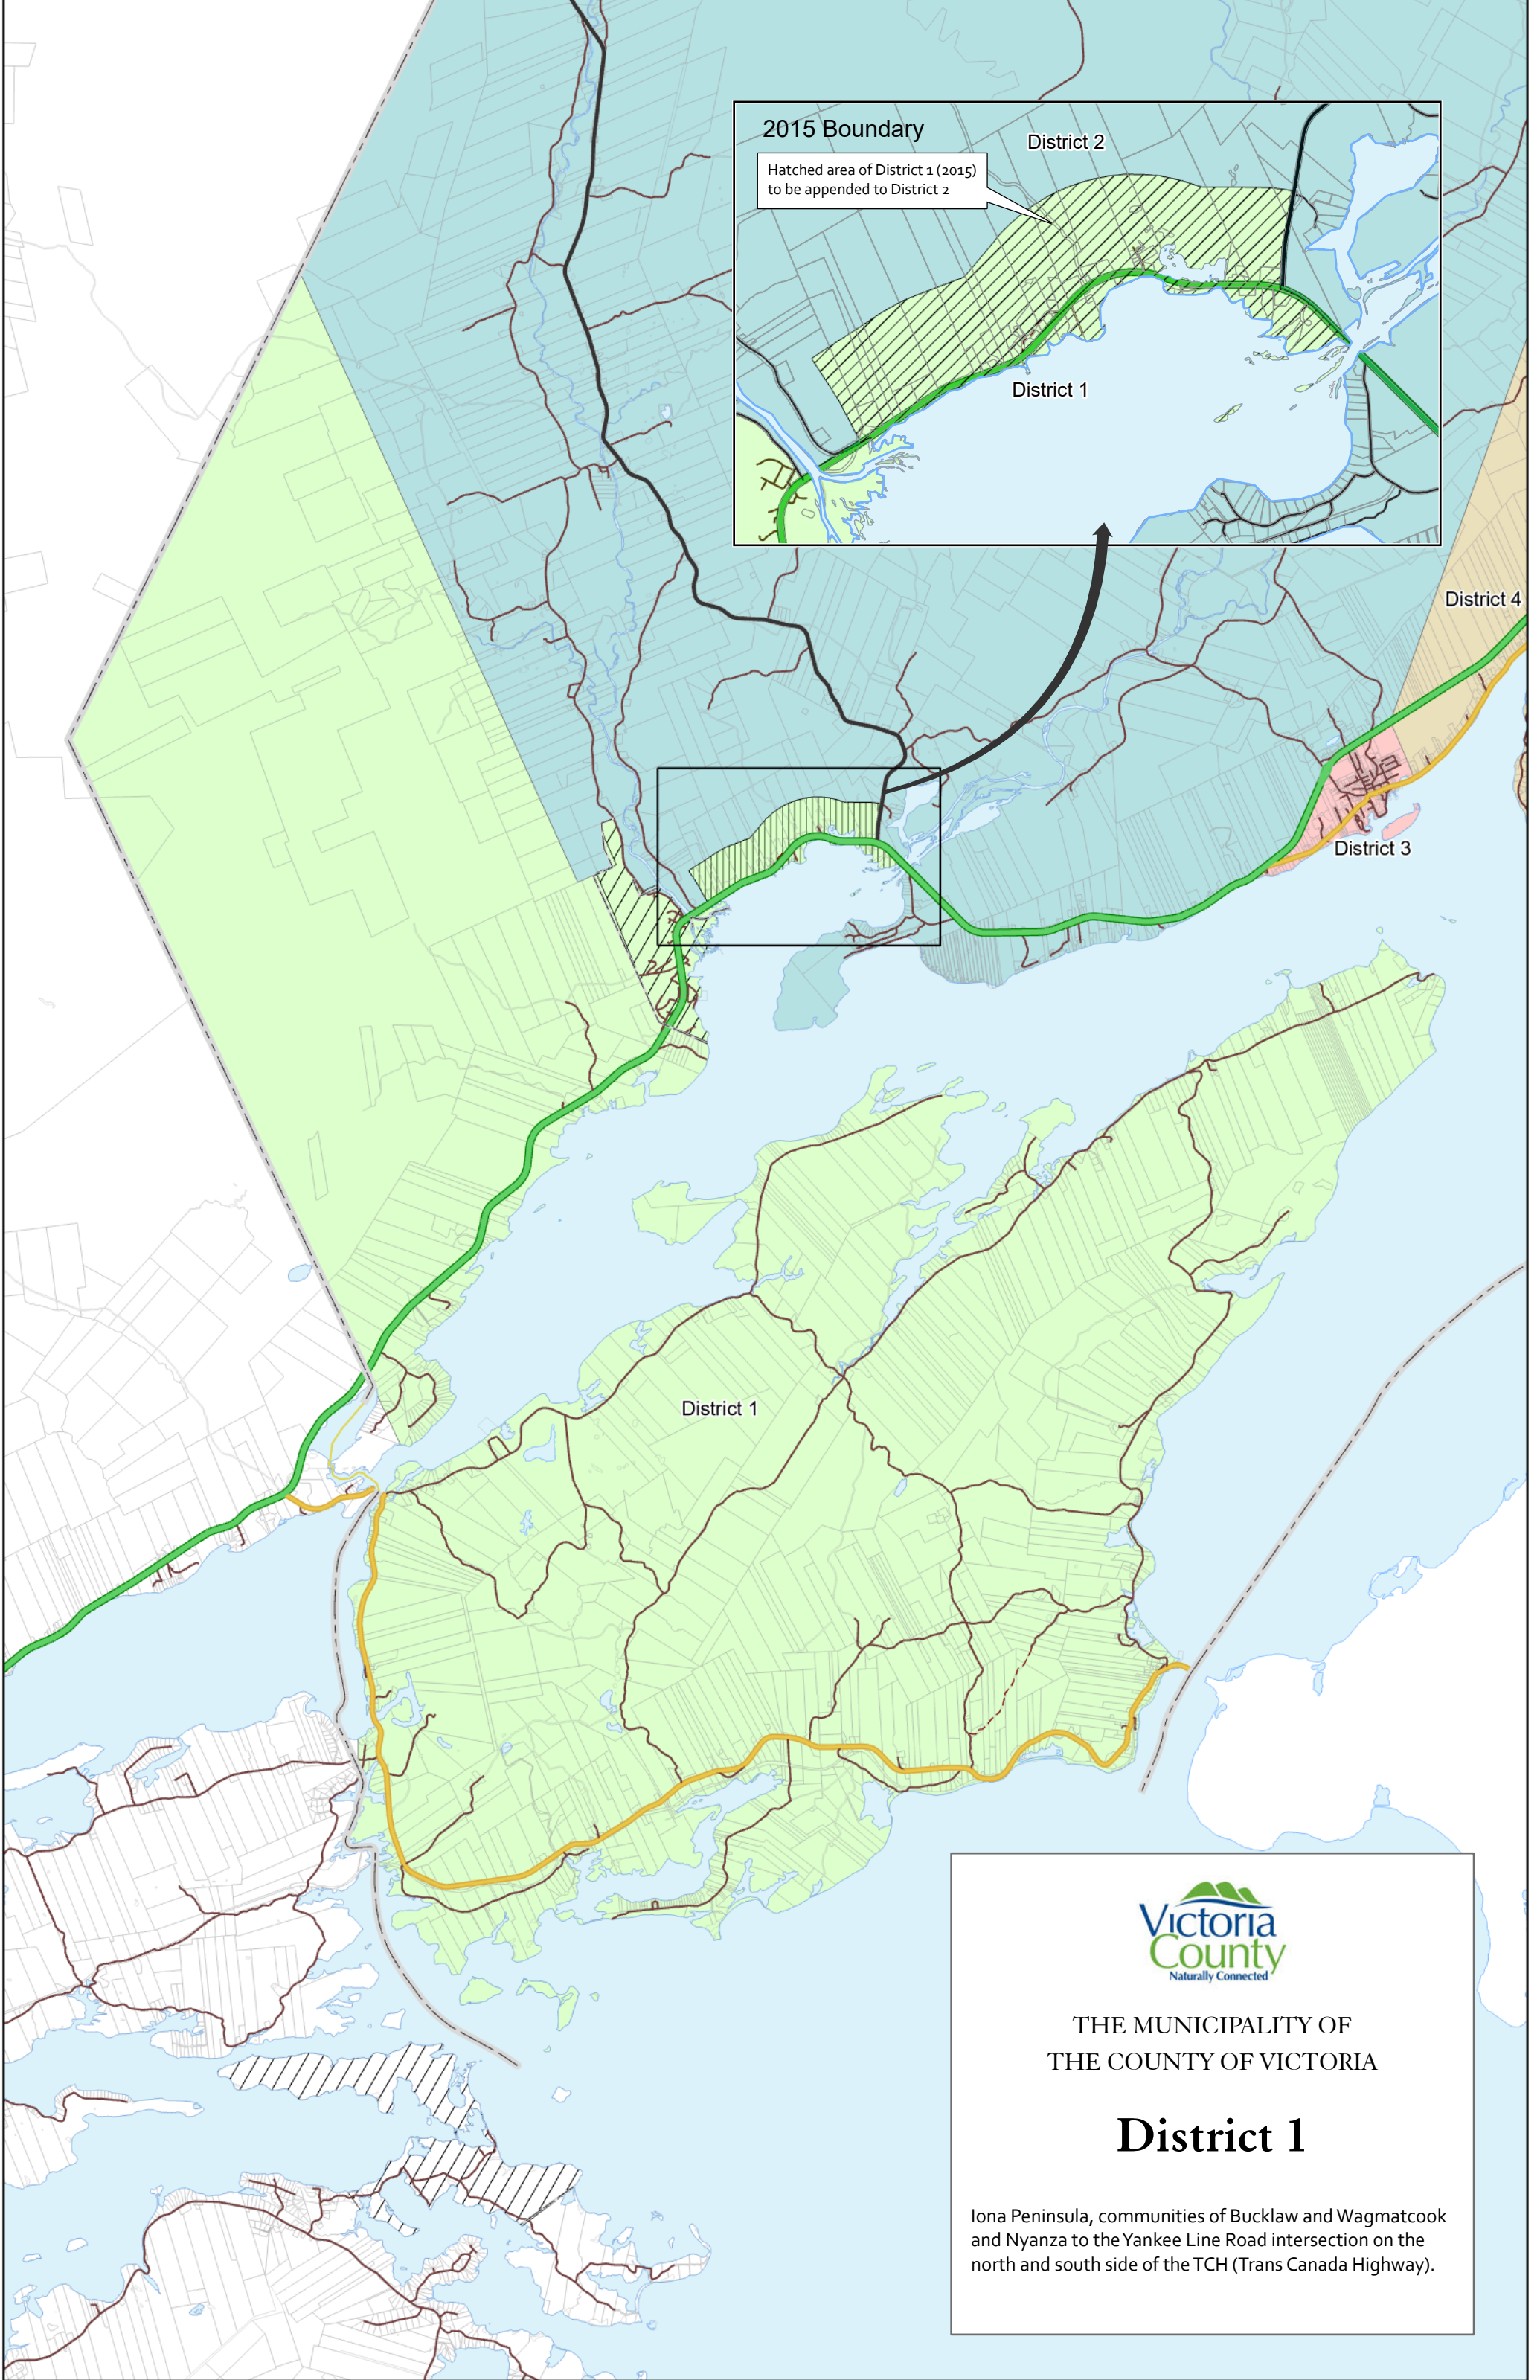 2015 Boundary
District 2
Hatched area of District 1 (2015)
to be appended to District 2
District 1
District 4
District 3
District 1
Victoria
County
Naturally Connected
THE MUNICIPALITY OF
THE COUNTY OF VICTORIA
District 1
Iona Peninsula, communities of Bucklaw and Wagmatcook
and Nyanza to the Yankee Line Road intersection on the
north and south side of the TCH (Trans Canada Highway).